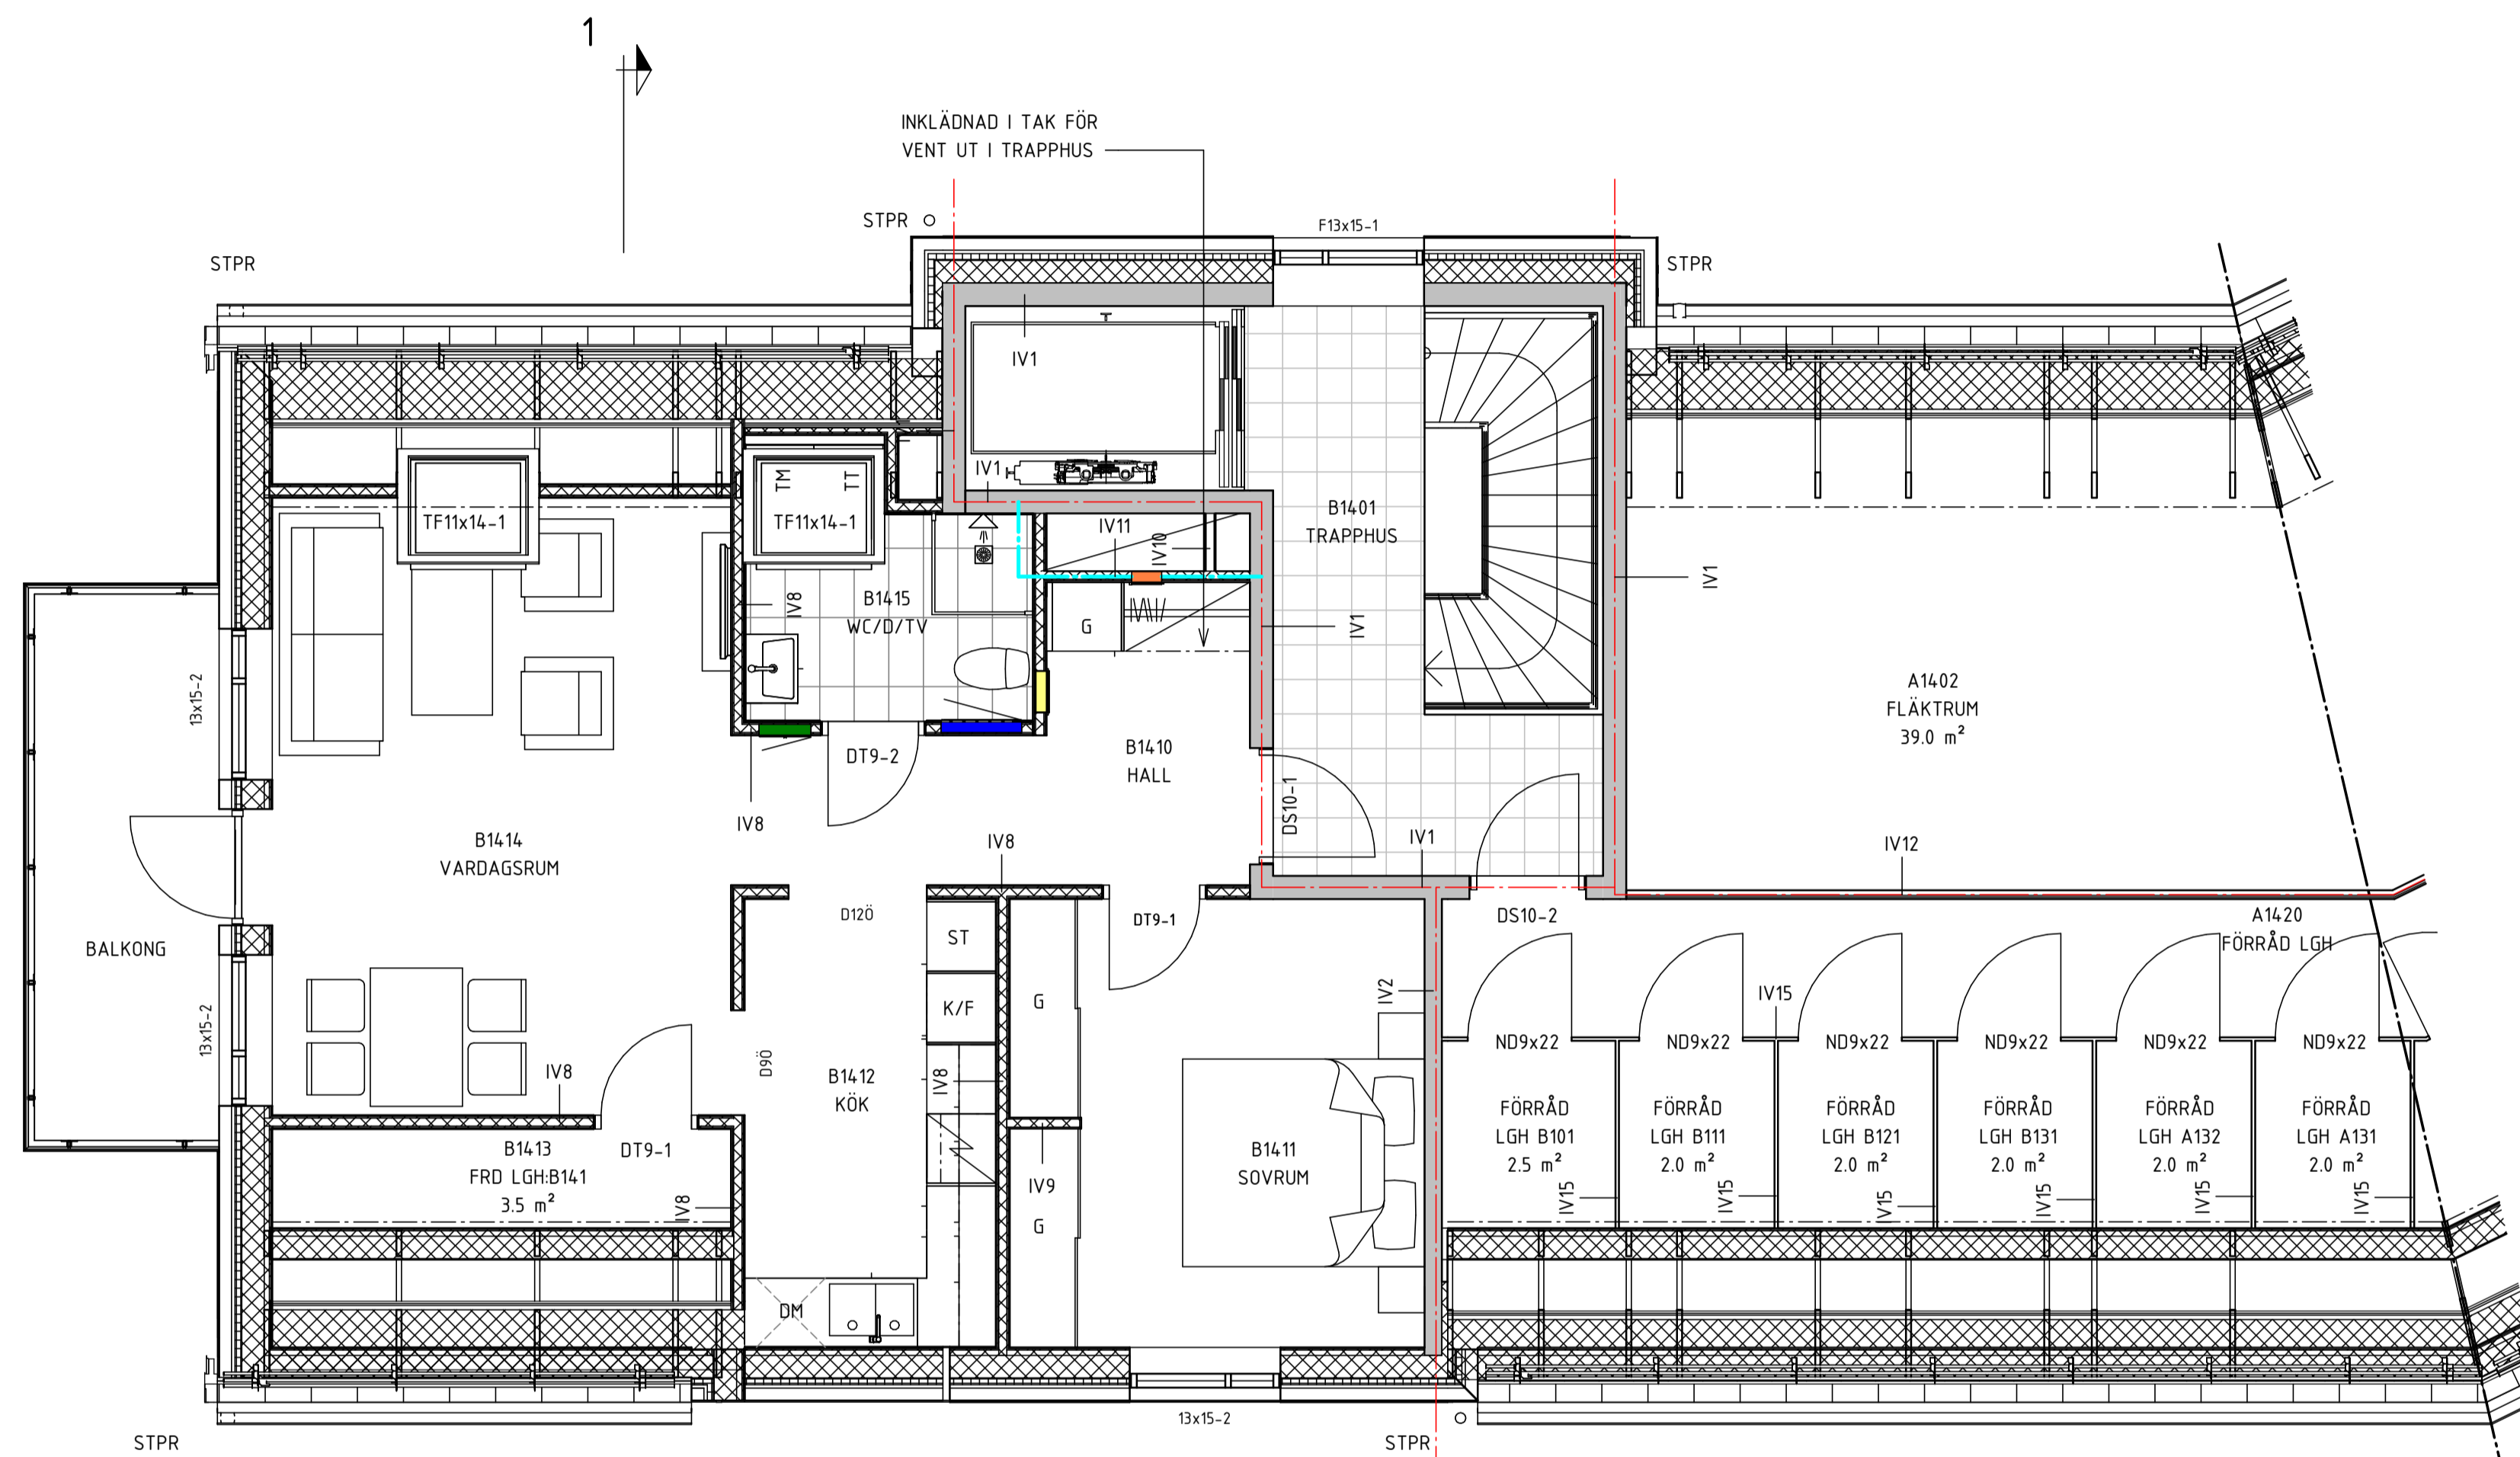 1
INKLÄDNAD I TAK FÖR
VENT UT I TRAPPHUS
STPR
F13x15-1
STPR
STPR
IV1
IV1
TM
TT
TF11x14-1
TF11x14-1
IV11
IV10
B1401
TRAPPHUS
IV1
B1415
WC/D/TV
IV8
G
IV1
13x15-2
A1402
FLÄKTRUM
39.0 m²
DT9-2
B1410
HALL
DS10-1
IV8
IV8
IV1
IV12
B1414
VARDAGSRUM
BALKONG
D12Ö
ST
DT9-1
DS10-2
A1420
FÖRRÅD LGH
K/F
G
IV2
IV15
13x15-2
D9Ö
IV8
B1412
KÖK
IV8
ND9x22
ND9x22
ND9x22
ND9x22
ND9x22
ND9x22
B1413
FRD LGH:B141
3.5 m²
DT9-1
IV8
IV9
G
B1411
SOVRUM
FÖRRÅD
LGH B101
2.5 m²
FÖRRÅD
LGH B111
2.0 m²
FÖRRÅD
LGH B121
2.0 m²
FÖRRÅD
LGH B131
2.0 m²
FÖRRÅD
LGH A132
2.0 m²
FÖRRÅD
LGH A131
2.0 m²
IV15
IV15
IV15
IV15
IV15
IV15
DM
13x15-2
STPR
STPR